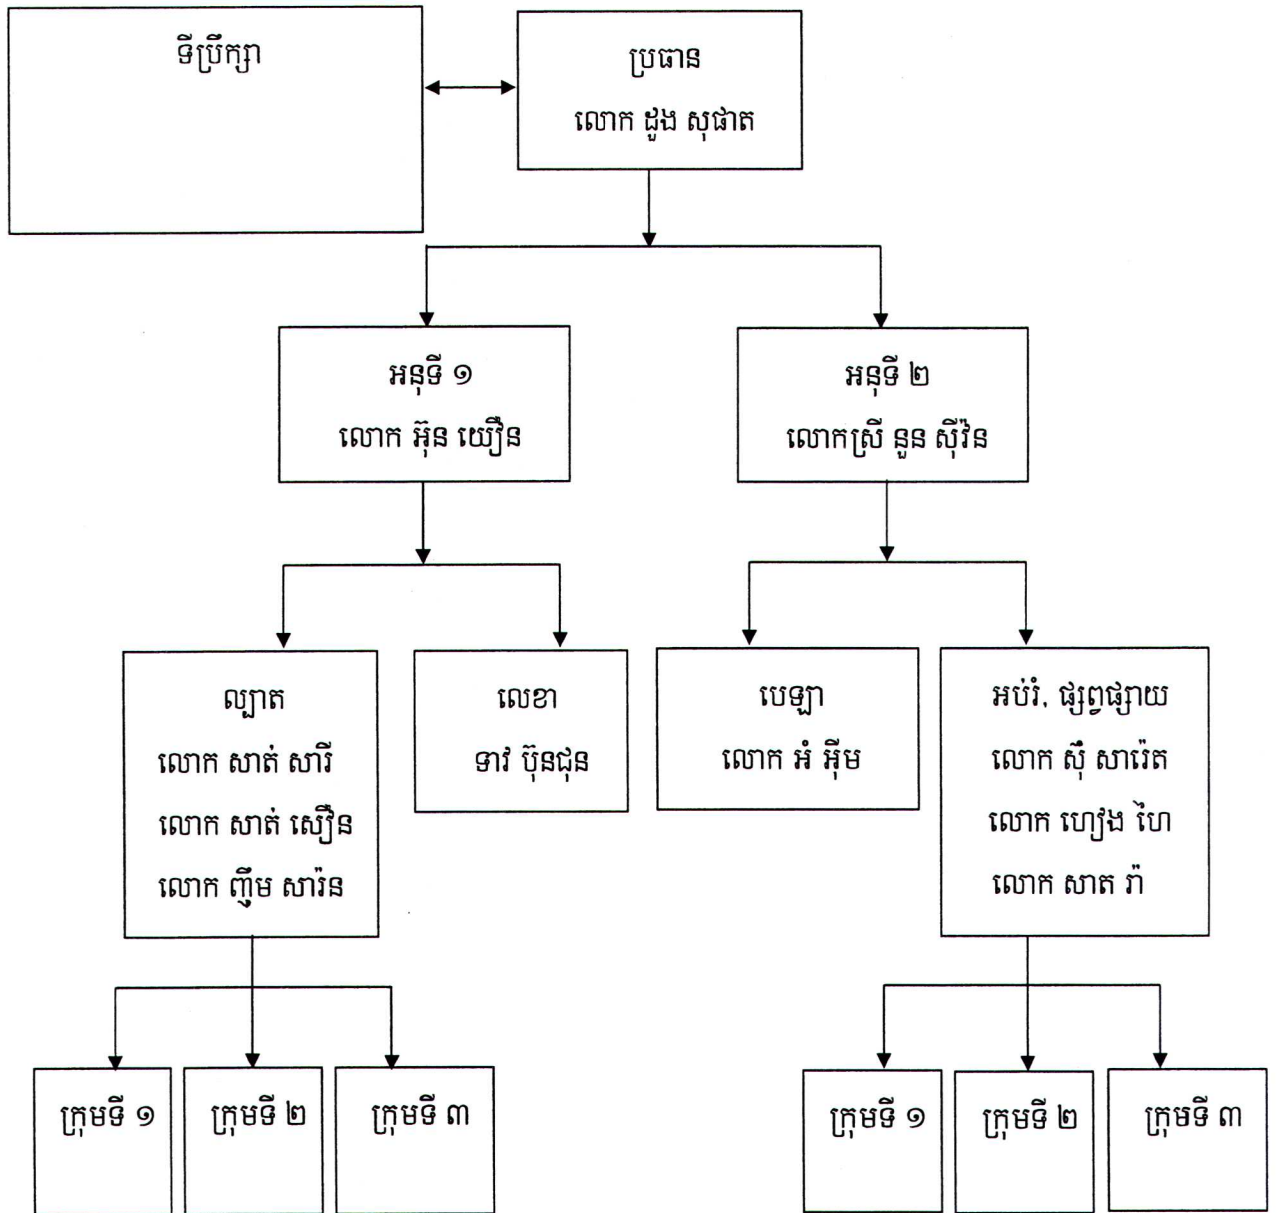 ទីប្រឹក្សា
ប្រធាន
លោក ដួង សុផាត
អនុទី ១
លោក អ៊ុន យឿន
អនុទី ២
លោកស្រី នួន ស៊ីវ៉ន
ល្បាត
លោក សាត់ សារី
លោក សាត់ សឿន
លោក ញឹម សារ៉ន
លេខា
ទាវ ប៊ុនជុន
បេឡា
លោក អំ អ៊ីម
អប់រំ, ផ្សព្វផ្សាយ
លោក ស៊ឺ សារ៉េត
លោក ហៀង ហៃ
លោក សាត រ៉ា
ក្រុមទី ១
ក្រុមទី ២
ក្រុមទី ៣
ក្រុមទី ១
ក្រុមទី ២
ក្រុមទី ៣